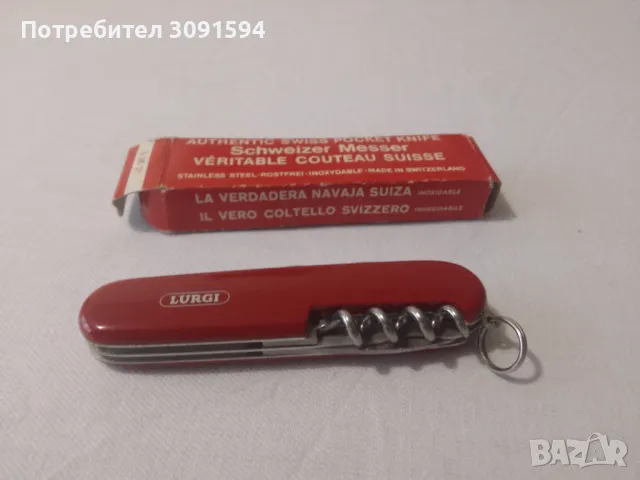 Потребител 3091594
AUTHENTIC SWISS POCKET KNIFE
Schweizer Messer
VÉRITABLE COUTEAU SUISSE
STAINLESS STEEL-ROSTFREI-INOXYDABLE-MADE IN SWITZERLAND
LA VERDADERA NAVAJA SUIZA INOXIDABLE
IL VERO COLTELLO SVIZZERO INOSSIDABILE
LURGI
BAZAR